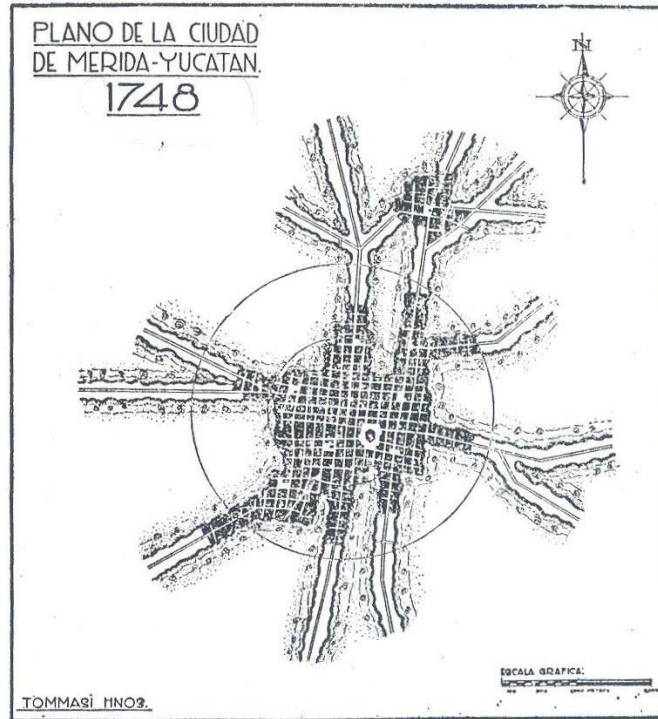 PLANO DE LA CIUDAD
DE MERIDA-YUCATAN.
1748
N
ESCALA GRAFICA:
TOMMASI HNOS.